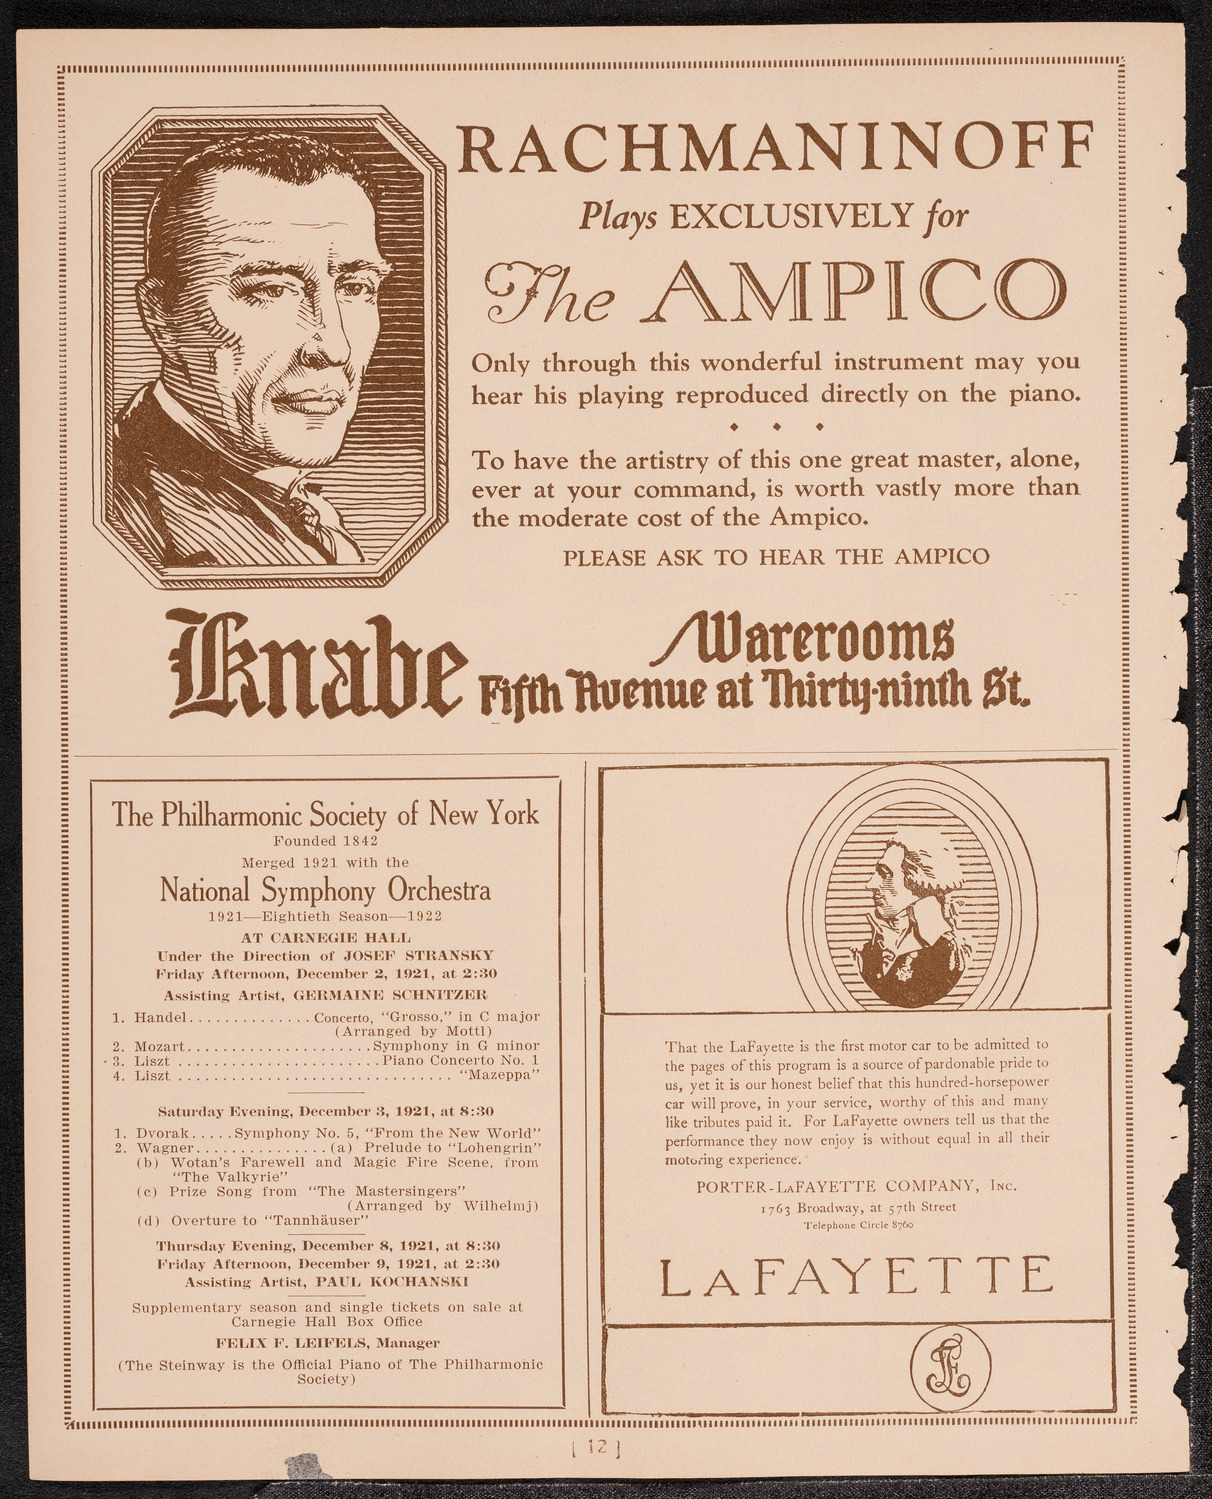 RACHMANINOFF
Plays EXCLUSIVELY for
The AMPICO
Only through this wonderful instrument may you
hear his playing reproduced directly on the piano.
To have the artistry of this one great master, alone,
ever at your command, is worth vastly more than
the moderate cost of the Ampico.
PLEASE ASK TO HEAR THE AMPICO
Knabe
Warerooms
Fifth Avenue at Thirty-ninth St.
The Philharmonic Society of New York
Founded 1842
Merged 1921 with the
National Symphony Orchestra
1921—Eightieth Season—1922
AT CARNEGIE HALL
Under the Direction of JOSEF STRANSKY
Friday Afternoon, December 2, 1921, at 2:30
Assisting Artist, GERMAINE SCHNITZER
1. Handel.............. Concerto, "Grosso," in C major
(Arranged by Mottl)
2. Mozart.....................Symphony in G minor
3. Liszt .......................Piano Concerto No. 1
4. Liszt ............................... "Mazeppa"
Saturday Evening, December 3, 1921, at 8:30
1. Dvorak.....Symphony No. 5, "From the New World"
2. Wagner...............(a) Prelude to "Lohengrin"
(b) Wotan's Farewell and Magic Fire Scene, from
"The Valkyrie"
(c) Prize Song from "The Mastersingers"
(Arranged by Wilhelmj)
(d) Overture to "Tannhäuser"
Thursday Evening, December 8, 1921, at 8:30
Friday Afternoon, December 9, 1921, at 2:30
Assisting Artist, PAUL KOCHANSKI
Supplementary season and single tickets on sale at
Carnegie Hall Box Office
FELIX F. LEIFELS, Manager
(The Steinway is the Official Piano of The Philharmonic
Society)
That the LaFayette is the first motor car to be admitted to
the pages of this program is a source of pardonable pride to
us, yet it is our honest belief that this hundred-horsepower
car will prove, in your service, worthy of this and many
like tributes paid it. For LaFayette owners tell us that the
performance they now enjoy is without equal in all their
motoring experience.
PORTER-LAFAYETTE COMPANY, INC.
1763 Broadway, at 57th Street
Telephone Circle 8760
LAFAYETTE
[ 12 ]